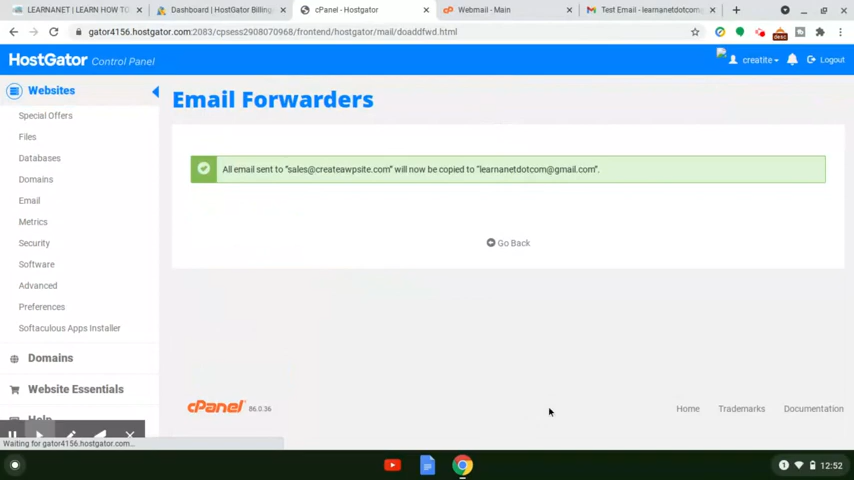 LEARNANET | LEARN HOW TO
Dashboard | HostGator Billing
cPanel - Hostgator
Webmail - Main
Test Email - learnanetdotcom
gator4156.hostgator.com:2083/cpsess2908070968/frontend/hostgator/mail/doaddfwd.html
desc
HostGator Control Panel
creatite
Logout
Websites
Special Offers
Files
Databases
Domains
Email
Metrics
Security
Software
Advanced
Preferences
Softaculous Apps Installer
Domains
Website Essentials
Help
Email Forwarders
All email sent to “sales@createawpsite.com” will now be copied to “learnanetdotcom@gmail.com”.
Go Back
cPanel 86.0.36
Home
Trademarks
Documentation
Waiting for gator4156.hostgator.com...
1
12:52